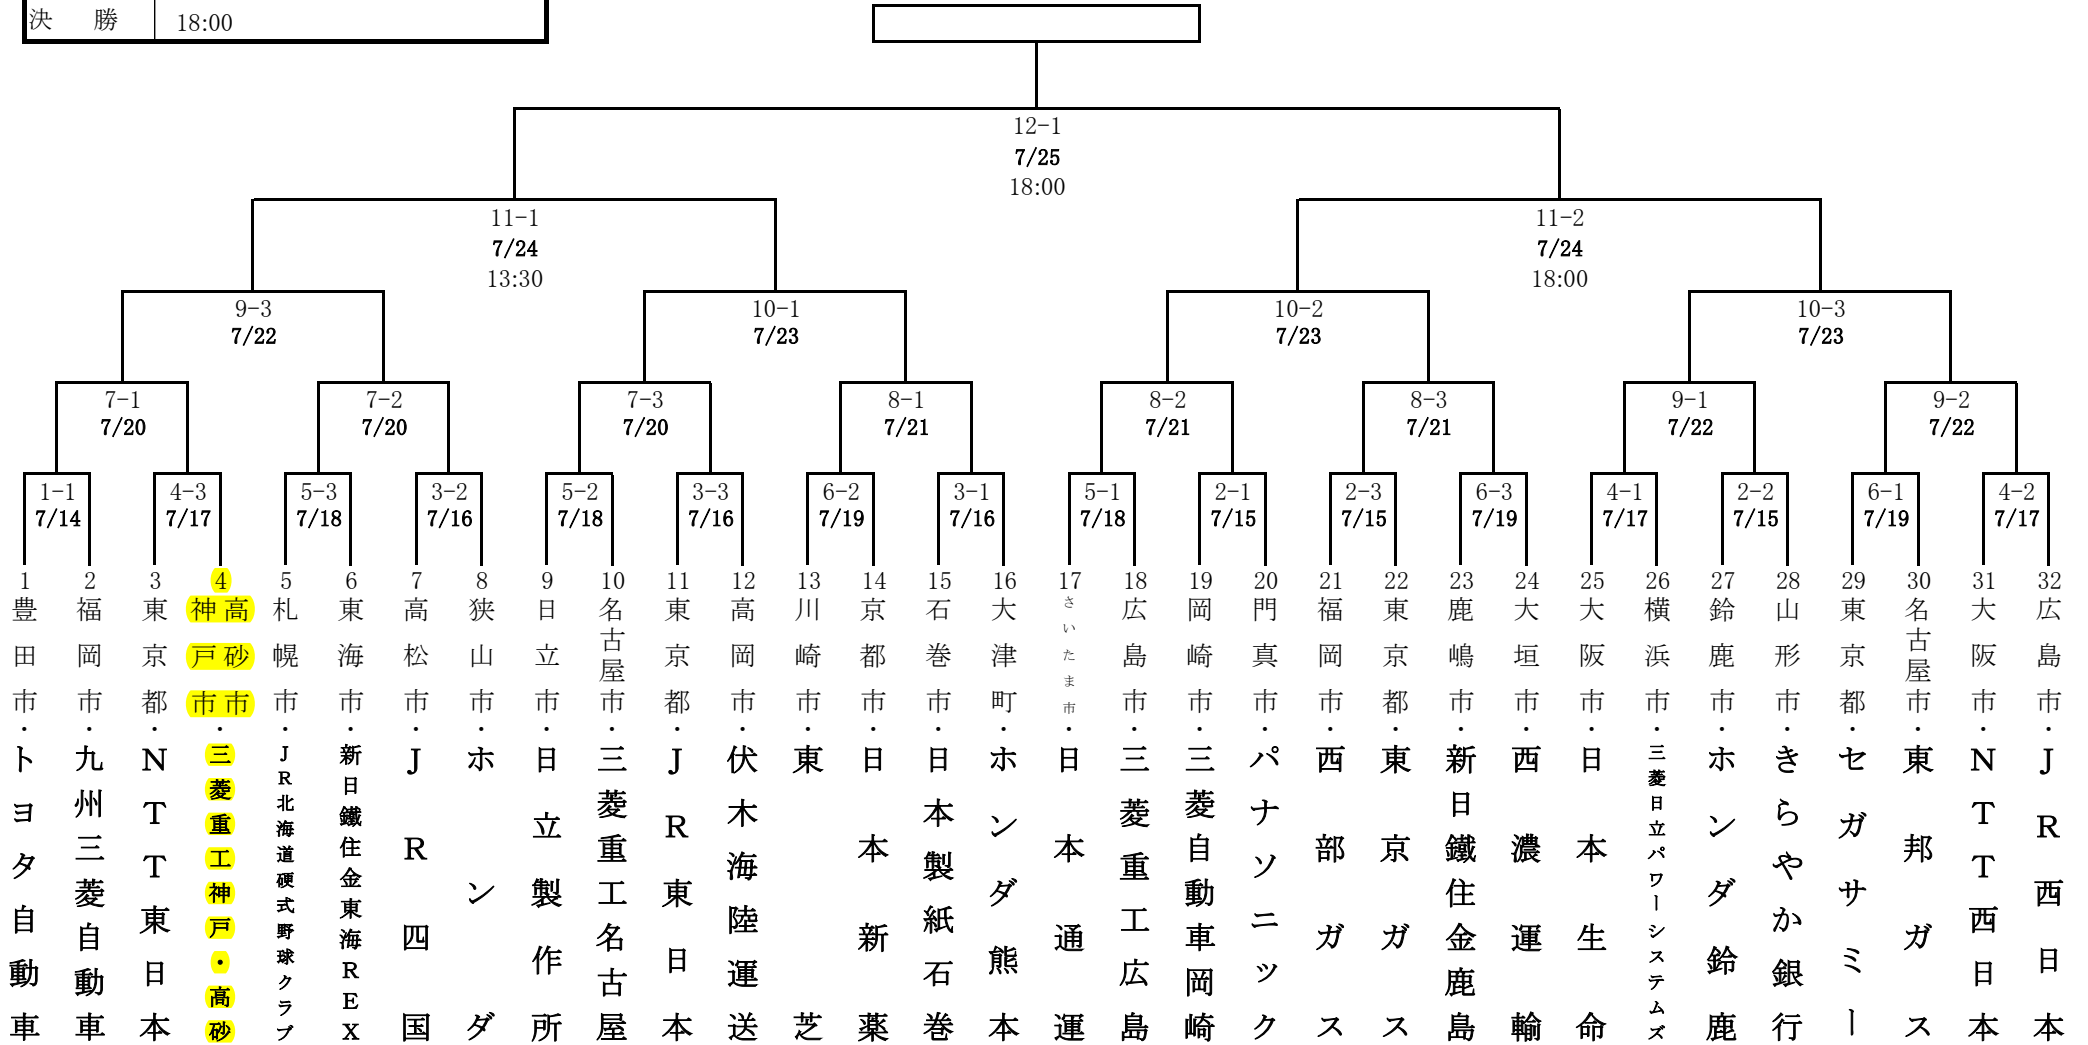 決 勝 18:00
12-1
7/25
18:00
11-1
7/24
13:30
11-2
7/24
18:00
9-3
7/22
10-1
7/23
10-2
7/23
10-3
7/23
7-1
7/20
7-2
7/20
7-3
7/20
8-1
7/21
8-2
7/21
8-3
7/21
9-1
7/22
9-2
7/22
1-1
7/14
4-3
7/17
5-3
7/18
3-2
7/16
5-2
7/18
3-3
7/16
6-2
7/19
3-1
7/16
5-1
7/18
2-1
7/15
2-3
7/15
6-3
7/19
4-1
7/17
2-2
7/15
6-1
7/19
4-2
7/17
1
豊田市・トヨタ自動車
2
福岡市・九州三菱自動車
3
東京都・NTT東日本
4
神戸市
高砂市
・三菱重工神戸・高砂
5
札幌市・JR北海道硬式野球クラブ
6
東海市・新日鐵住金東海REX
7
高松市・JR四国
8
狭山市・ホンダ
9
日立市・日立製作所
10
名古屋市・三菱重工名古屋
11
東京都・JR東日本
12
高岡市・伏木海陸運送
13
川崎市・東芝
14
京都市・日本新薬
15
石巻市・日本製紙石巻
16
大津町・ホンダ熊本
17
さいたま市・日本通運
18
広島市・三菱重工広島
19
岡崎市・三菱自動車岡崎
20
門真市・パナソニック
21
福岡市・西部ガス
22
東京都・東京ガス
23
鹿嶋市・新日鐵住金鹿島
24
大垣市・西濃運輸
25
大阪市・日本生命
26
横浜市・三菱日立パワーシステムズ
27
鈴鹿市・ホンダ鈴鹿
28
山形市・きらやか銀行
29
東京都・セガサミー
30
名古屋市・東邦ガス
31
大阪市・NTT西日本
32
広島市・JR西日本